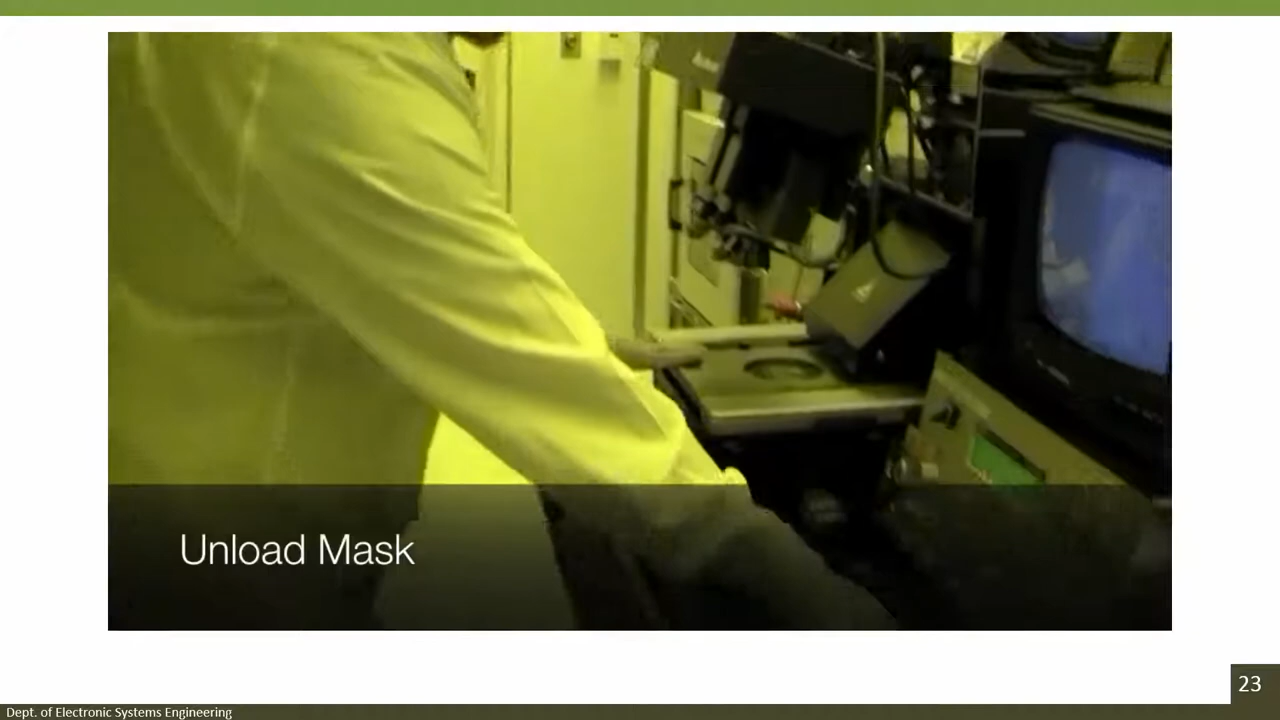 Unload Mask
23
Dept. of Electronic Systems Engineering